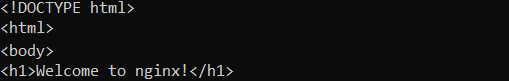 <!DOCTYPE html>
<html>
<body>
<h1>Welcome to nginx!</h1>